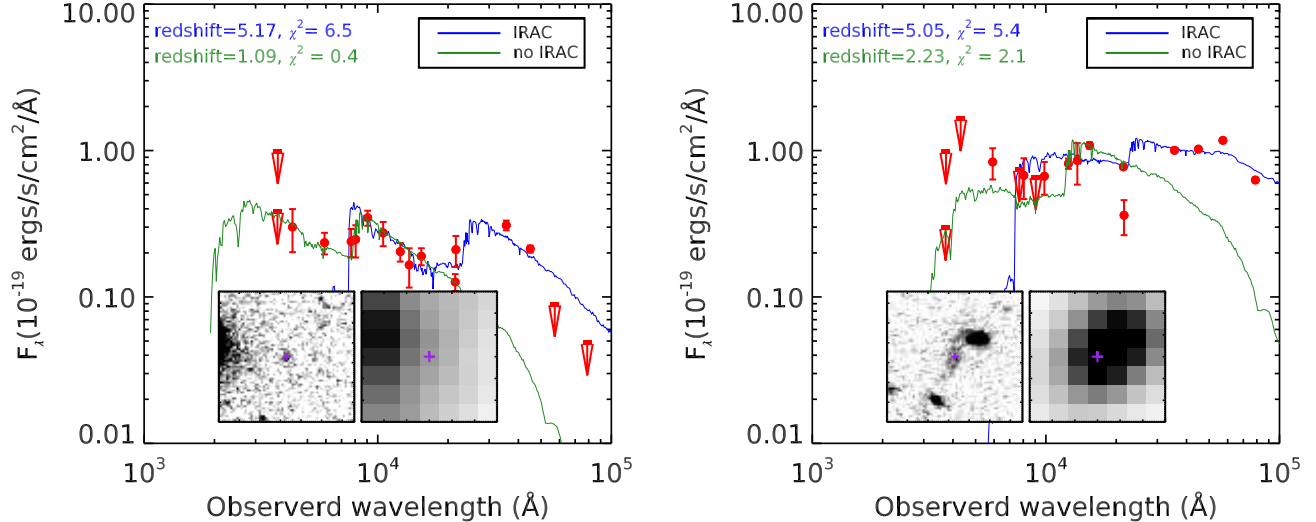 10.00
redshift=5.17, χ² = 6.5
redshift=1.09, χ² = 0.4
IRAC
no IRAC
1.00
0.10
0.01
F_λ(10⁻¹⁹ ergs/s/cm²/Å)
10³
10⁴
10⁵
Observerd wavelength (Å)
10.00
redshift=5.05, χ² = 5.4
redshift=2.23, χ² = 2.1
IRAC
no IRAC
1.00
0.10
0.01
F_λ(10⁻¹⁹ ergs/s/cm²/Å)
10³
10⁴
10⁵
Observerd wavelength (Å)